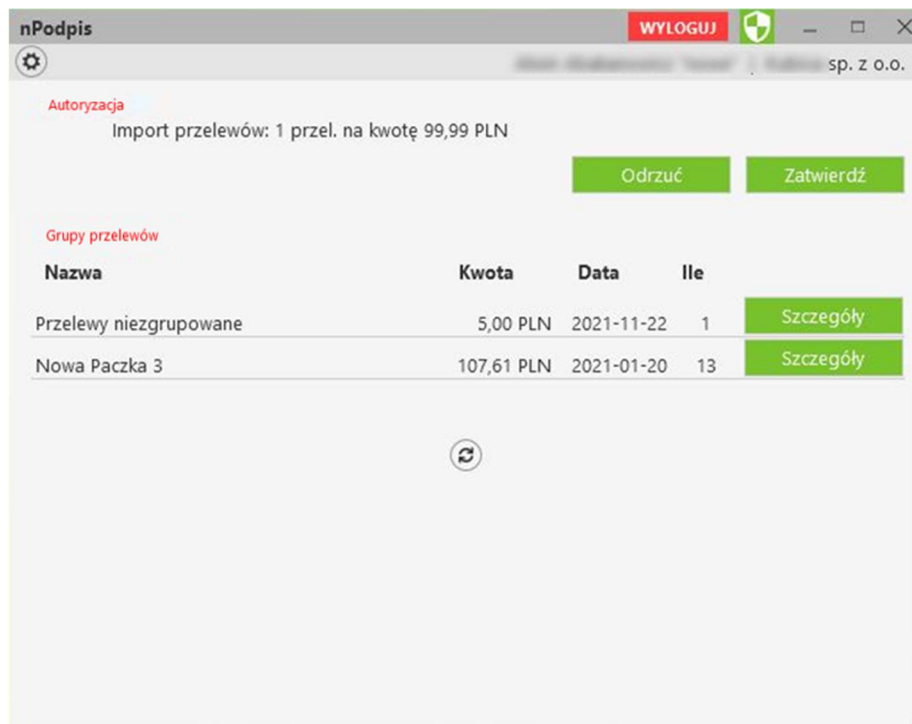 nPodpis WYLOGUJ
sp. z o.o.
Autoryzacja
Import przelewów: 1 przel. na kwotę 99,99 PLN
Odrzuć Zatwierdź
Grupy przelewów
Nazwa Kwota Data Ile
Przelewy niezgrupowane 5,00 PLN 2021-11-22 1 Szczegóły
Nowa Paczka 3 107,61 PLN 2021-01-20 13 Szczegóły